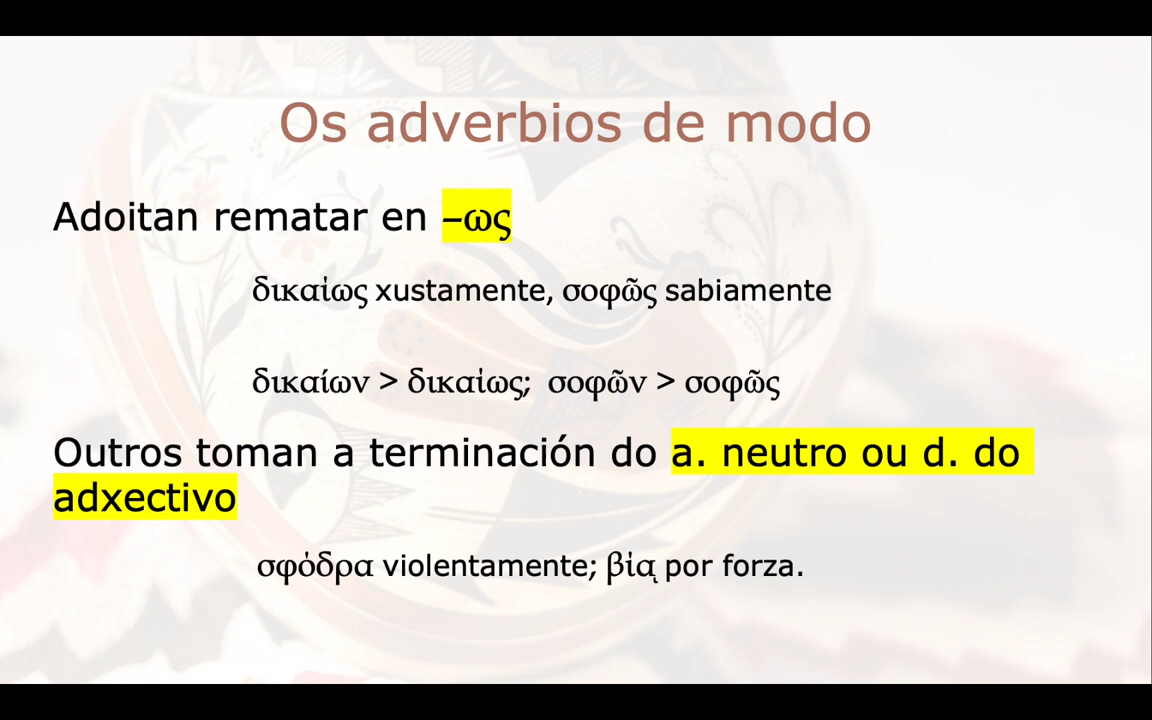 Os adverbios de modo
Adoitan rematar en –ως
δικαίως xustamente, σοφῶς sabiamente
δικαίων > δικαίως; σοφῶν > σοφῶς
Outros toman a terminación do a. neutro ou d. do
adxectivo
σφόδρα violentamente; βίᾳ por forza.